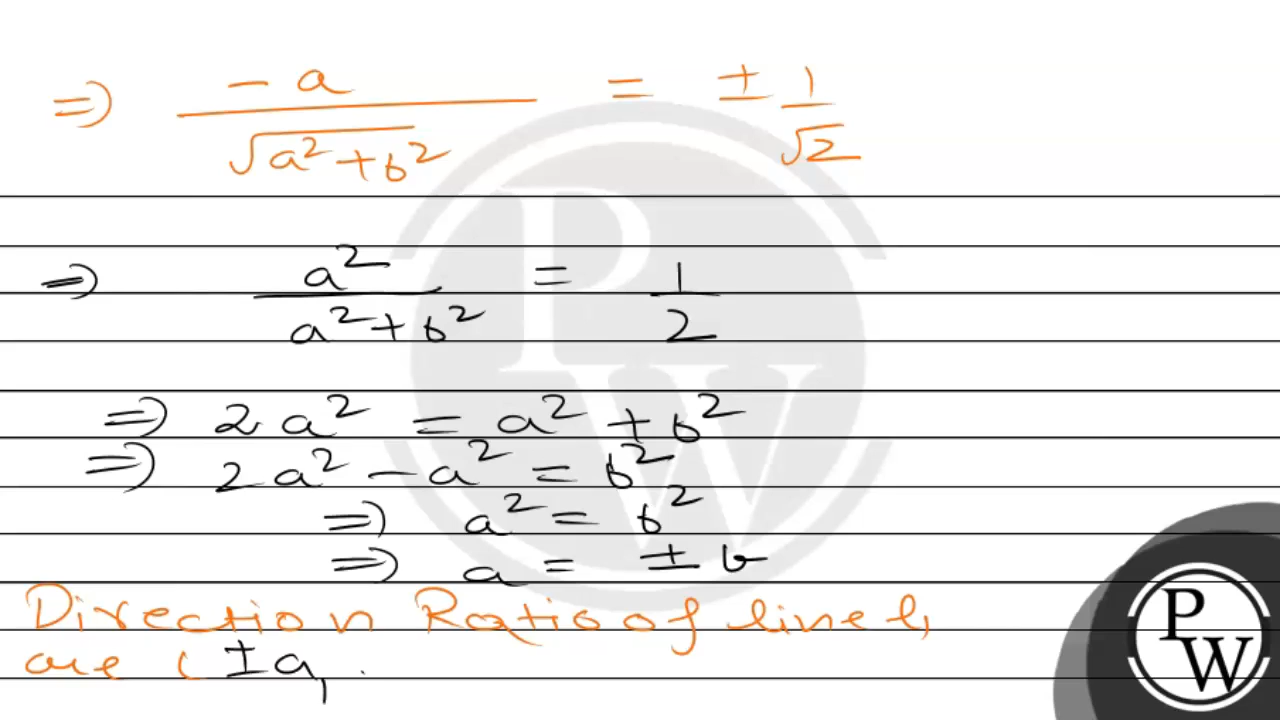 ⇒ -a / √(a²+b²) = ± 1/√2
⇒ a² / (a²+b²) = 1/2
⇒ 2a² = a² + b²
⇒ 2a² - a² = b²
⇒ a² = b²
⇒ a = ± b
Direction Ratio of line l₁
are ( ±a,
P
W
P
W